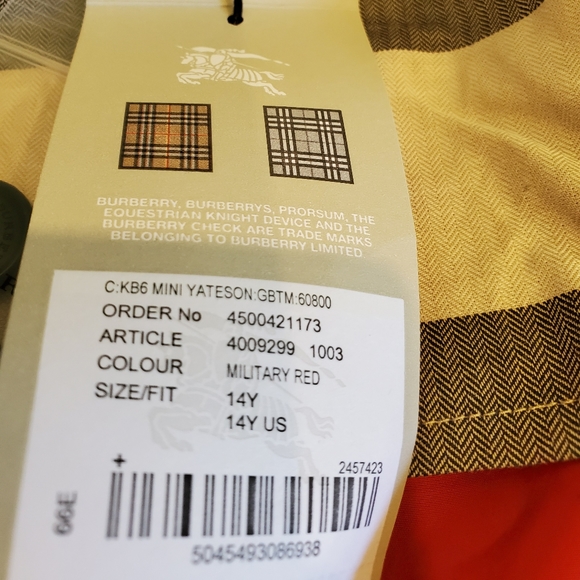 BURBERRY, BURBERRYS, PRORSUM, THE
EQUESTRIAN KNIGHT DEVICE AND THE
BURBERRY CHECK ARE TRADE MARKS
BELONGING TO BURBERRY LIMITED
C:KB6 MINI YATESON:GBTM:60800
ORDER No 4500421173
ARTICLE 4009299 1003
COLOUR MILITARY RED
SIZE/FIT 14Y
14Y US
+
2457423
66E
5045493086938